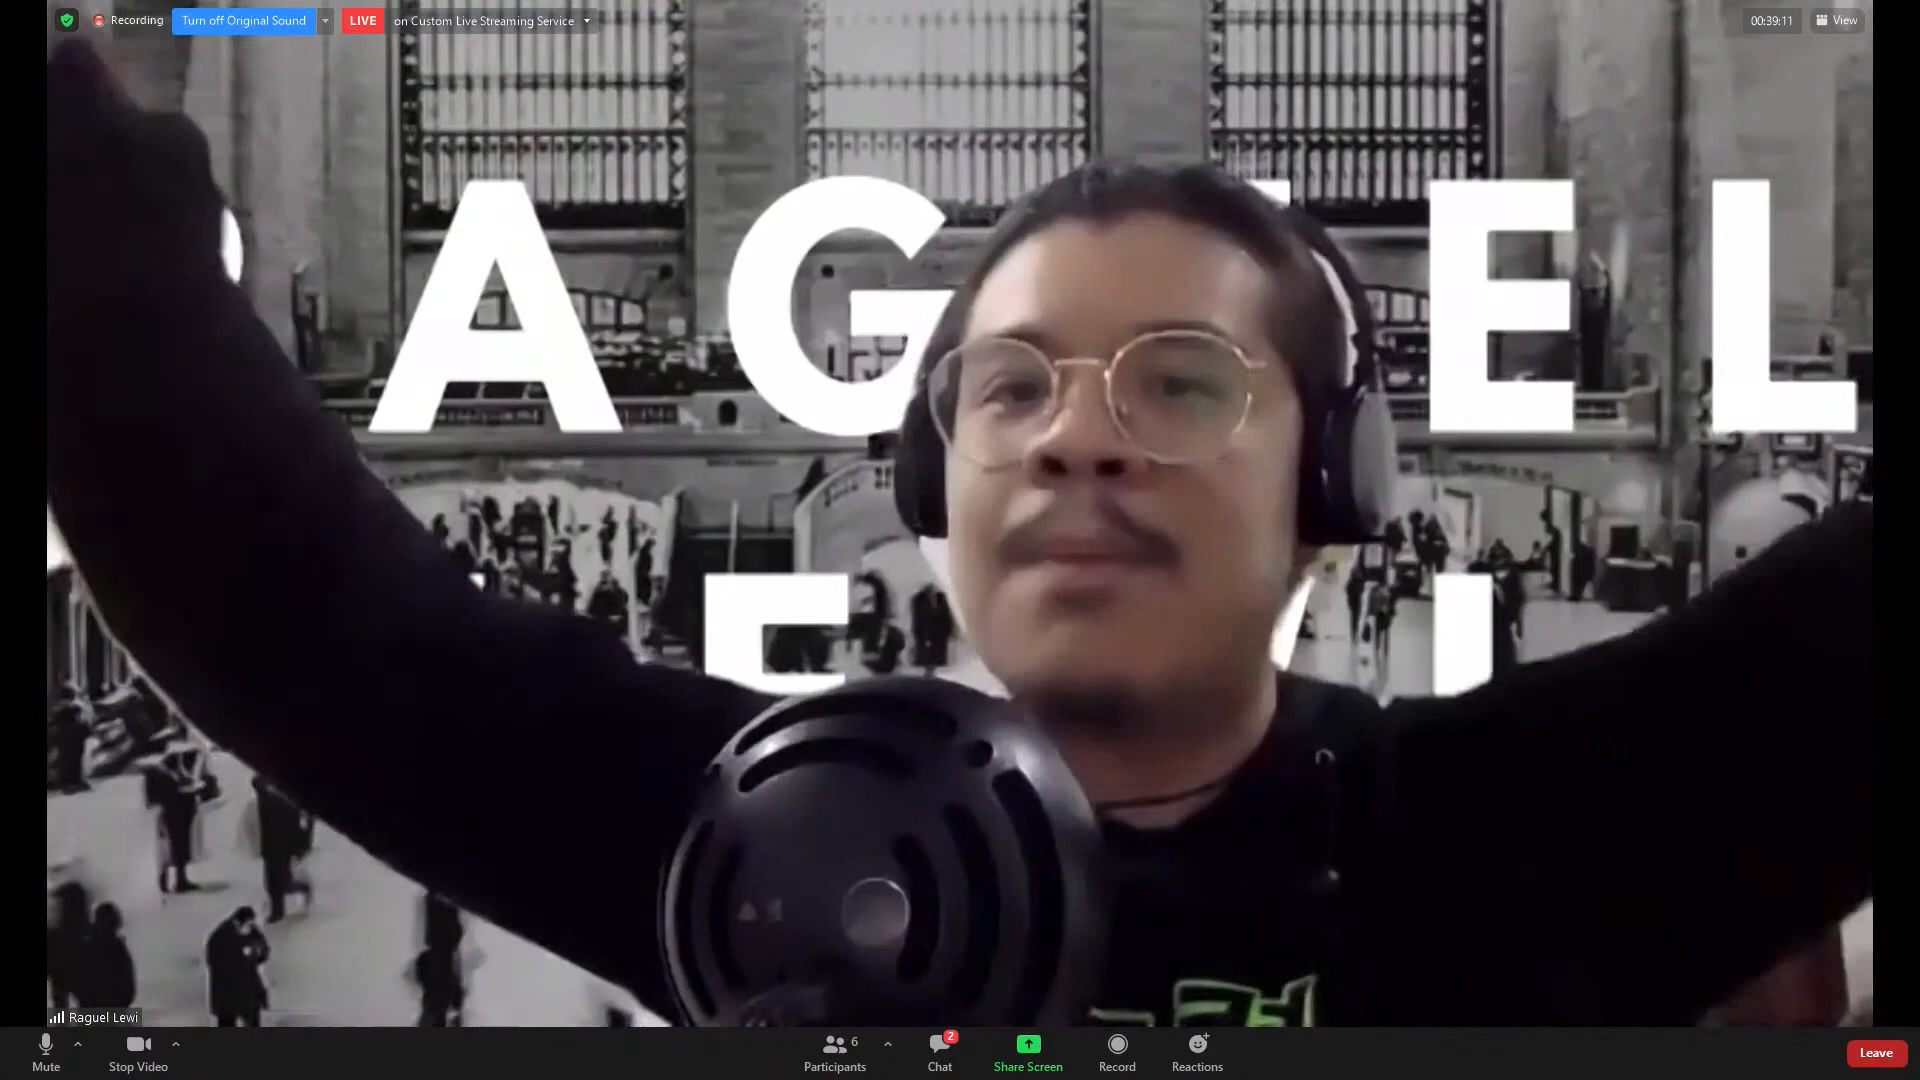 Recording
Turn off Original Sound
LIVE
on Custom Live Streaming Service
00:39:11
View
AG EL
Raguel Lewi
Mute
Stop Video
Participants
6
Chat
2
Share Screen
Record
Reactions
Leave